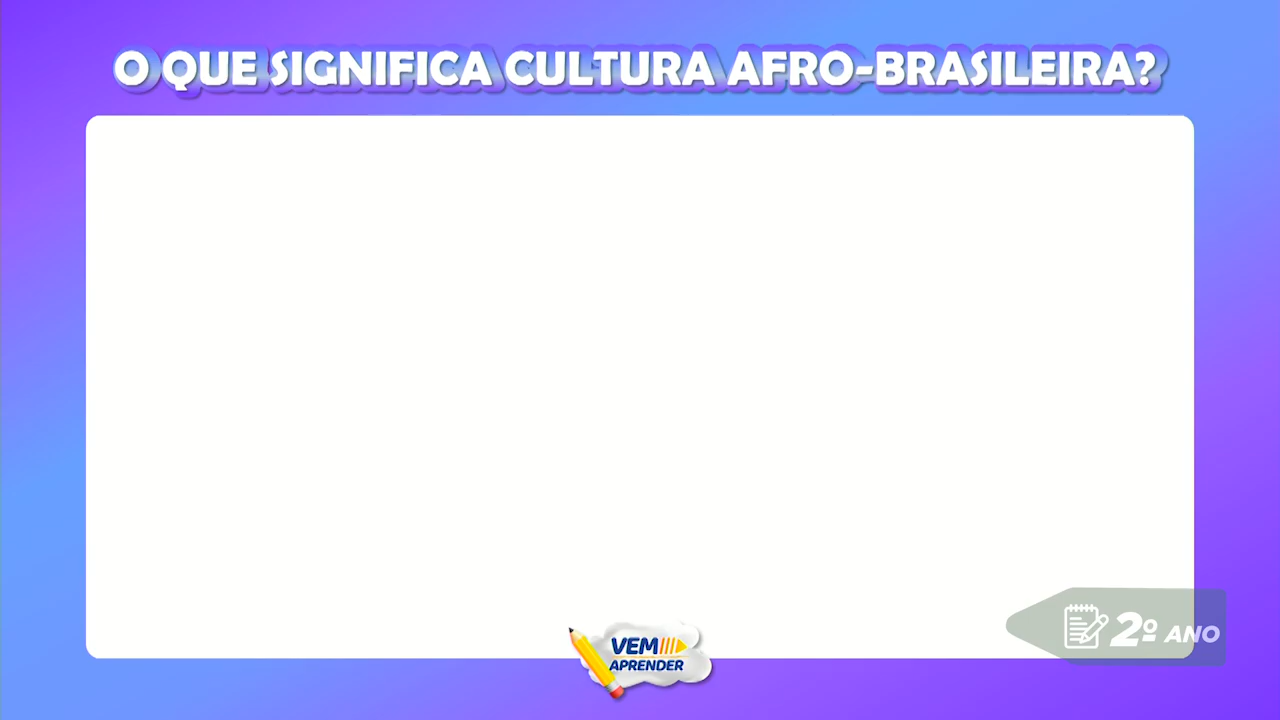 O QUE SIGNIFICA CULTURA AFRO-BRASILEIRA?
VEM
APRENDER
2º ANO